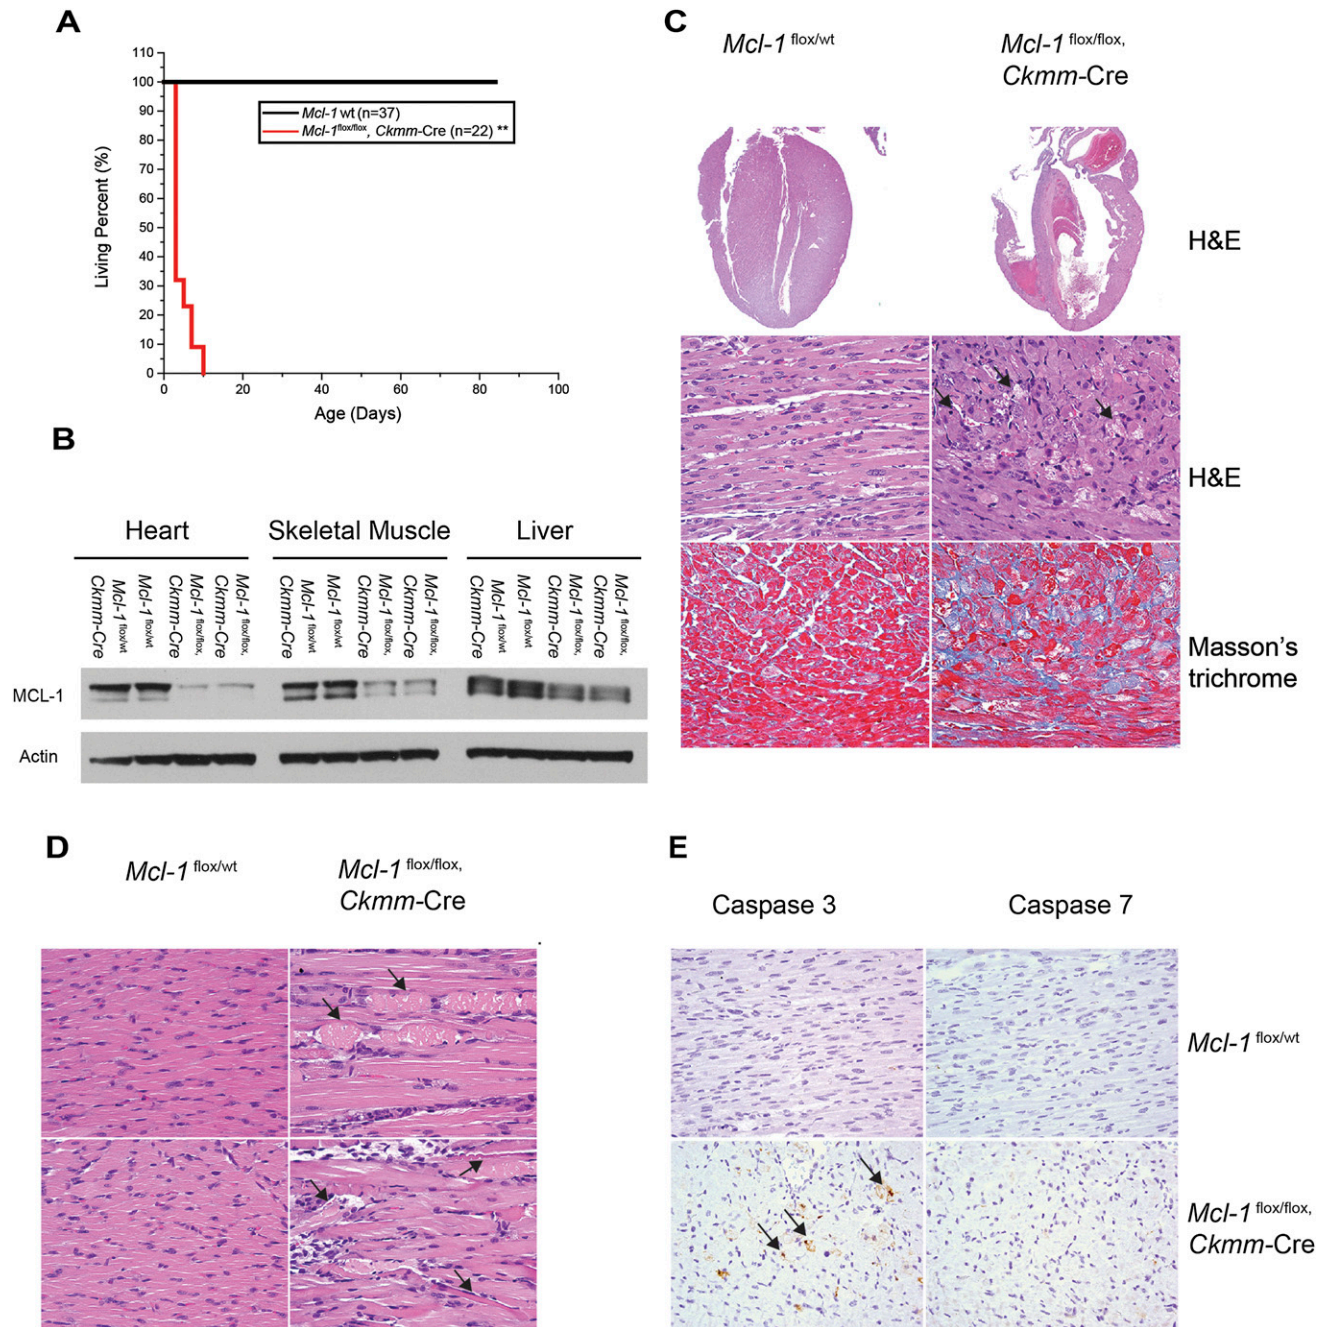 A
110
100
90
80
70
60
50
40
30
20
10
0
Living Percent (%)
Mcl-1 wt (n=37)
Mcl-1flox/flox, Ckmm-Cre (n=22) **
0 20 40 60 80 100
Age (Days)
B
Heart Skeletal Muscle Liver
Ckmm-Cre
Mcl-1 flox/wt
Mcl-1 flox/wt
Ckmm-Cre
Mcl-1 flox/flox,
Ckmm-Cre
Mcl-1 flox/flox,
Ckmm-Cre
Mcl-1 flox/wt
Mcl-1 flox/wt
Ckmm-Cre
Mcl-1 flox/flox,
Ckmm-Cre
Mcl-1 flox/flox,
Ckmm-Cre
Mcl-1 flox/wt
Mcl-1 flox/wt
Ckmm-Cre
Mcl-1 flox/flox,
Ckmm-Cre
Mcl-1 flox/flox,
MCL-1
Actin
C
Mcl-1 flox/wt
Mcl-1 flox/flox,
Ckmm-Cre
H&E
H&E
Masson's
trichrome
D
Mcl-1 flox/wt
Mcl-1 flox/flox,
Ckmm-Cre
E
Caspase 3 Caspase 7
Mcl-1 flox/wt
Mcl-1 flox/flox,
Ckmm-Cre